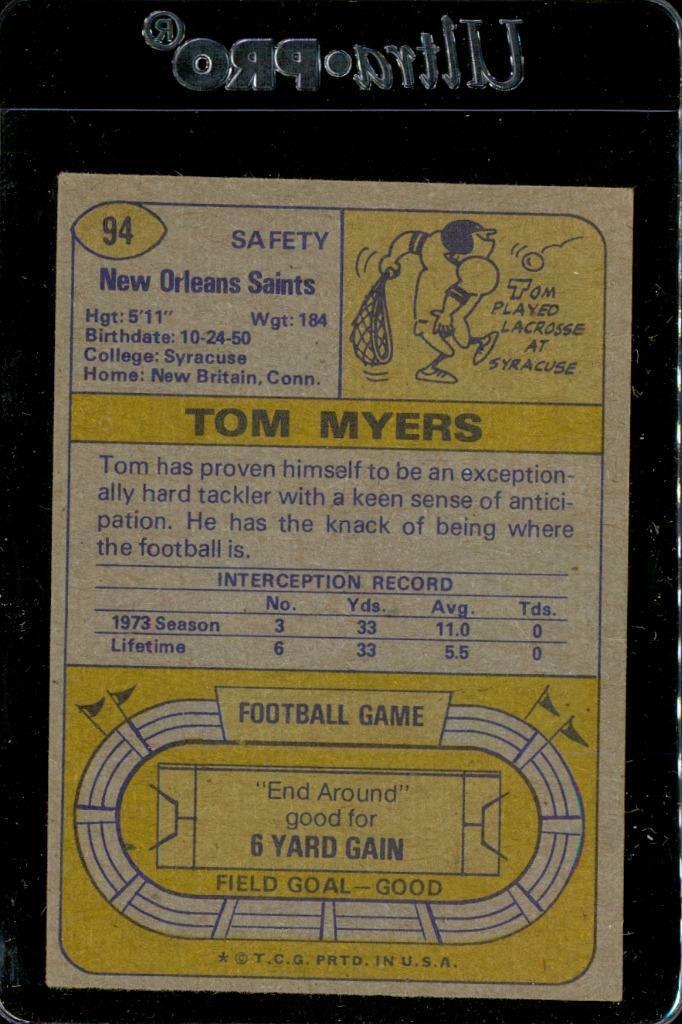 Ultra•PRO®
94
SAFETY
New Orleans Saints
Hgt: 5'11" Wgt: 184
Birthdate: 10-24-50
College: Syracuse
Home: New Britain, Conn.
TOM
PLAYED
LACROSSE
AT
SYRACUSE
TOM MYERS
Tom has proven himself to be an exception-
ally hard tackler with a keen sense of antici-
pation. He has the knack of being where
the football is.
INTERCEPTION RECORD
No. Yds. Avg. Tds.
1973 Season 3 33 11.0 0
Lifetime 6 33 5.5 0
FOOTBALL GAME
"End Around"
good for
6 YARD GAIN
FIELD GOAL—GOOD
* © T.C.G. PRTD. IN U.S.A.